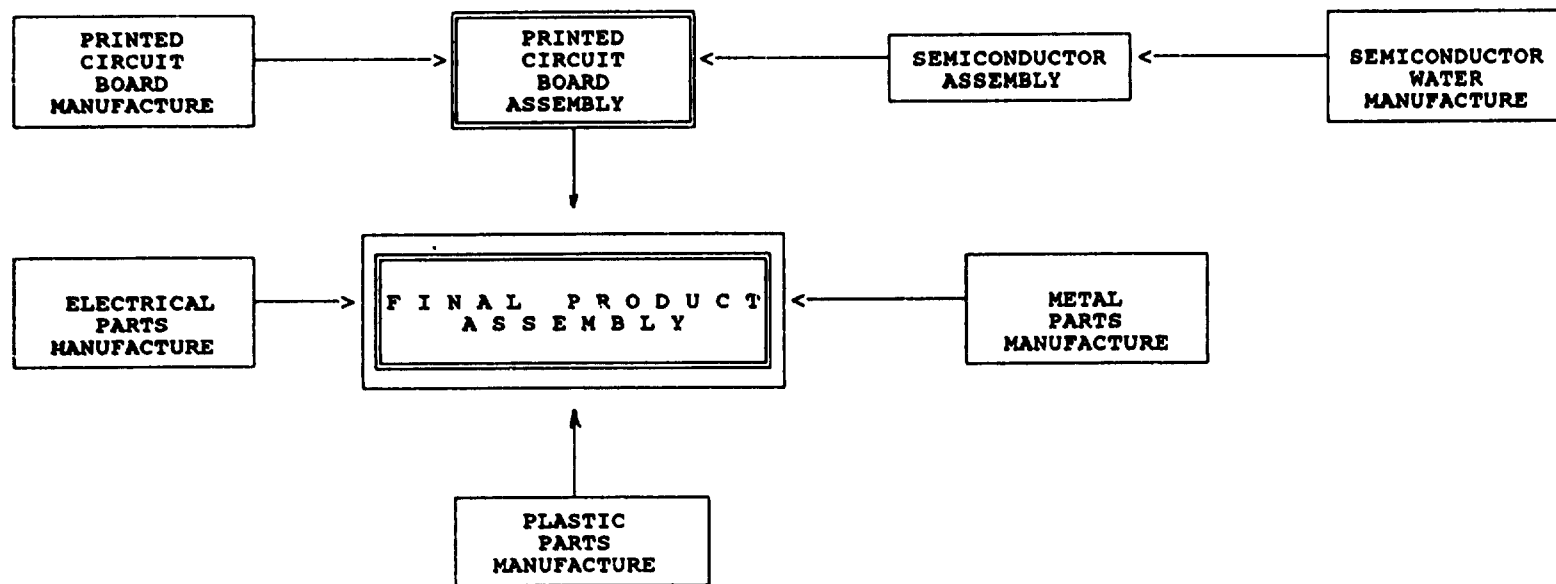 PRINTED
CIRCUIT
BOARD
MANUFACTURE
PRINTED
CIRCUIT
BOARD
ASSEMBLY
SEMICONDUCTOR
ASSEMBLY
SEMICONDUCTOR
WATER
MANUFACTURE
ELECTRICAL
PARTS
MANUFACTURE
F I N A L P R O D U C T
A S S E M B L Y
METAL
PARTS
MANUFACTURE
PLASTIC
PARTS
MANUFACTURE